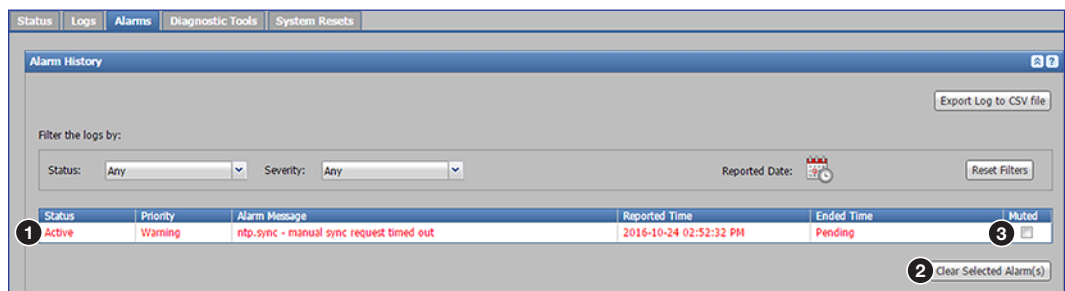 Status Logs Alarms Diagnostic Tools System Resets
Alarm History ?
Export Log to CSV file
Filter the logs by:
Status: Any Severity: Any Reported Date: Reset Filters
Status Priority Alarm Message Reported Time Ended Time Muted
1 Active Warning ntp.sync - manual sync request timed out 2016-10-24 02:52:32 PM Pending 3
2 Clear Selected Alarm(s)